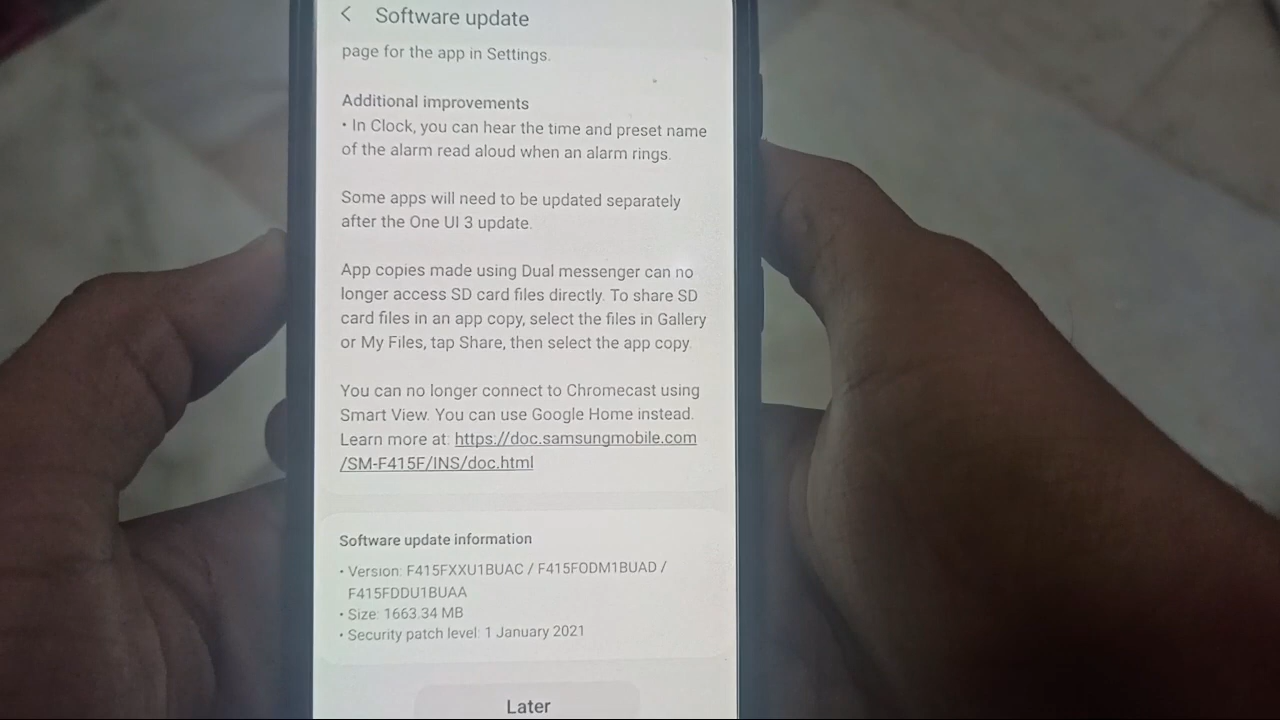 Software update
page for the app in Settings.
Additional improvements
• In Clock, you can hear the time and preset name
of the alarm read aloud when an alarm rings.
Some apps will need to be updated separately
after the One UI 3 update.
App copies made using Dual messenger can no
longer access SD card files directly. To share SD
card files in an app copy, select the files in Gallery
or My Files, tap Share, then select the app copy.
You can no longer connect to Chromecast using
Smart View. You can use Google Home instead.
Learn more at: https://doc.samsungmobile.com
/SM-F415F/INS/doc.html
Software update information
• Version: F415FXXU1BUAC / F415FODM1BUAD /
F415FDDU1BUAA
• Size: 1663.34 MB
• Security patch level: 1 January 2021
Later